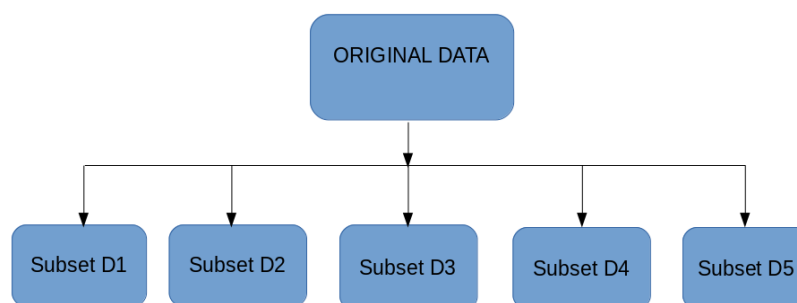 ORIGINAL DATA
Subset D1
Subset D2
Subset D3
Subset D4
Subset D5